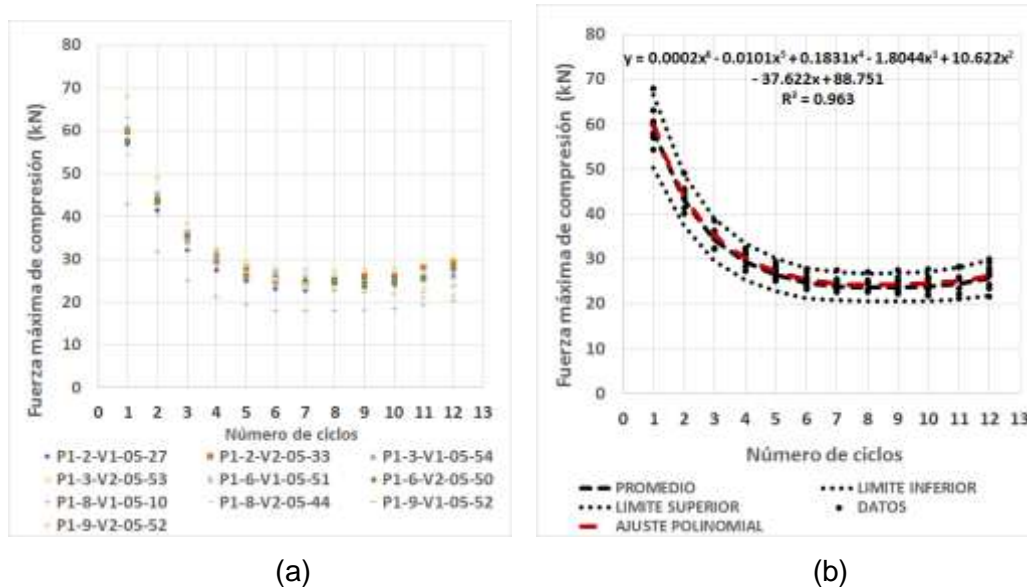 80
70
60
50
40
30
20
10
0
Fuerza máxima de compresión (kN)
0 1 2 3 4 5 6 7 8 9 10 11 12 13
Número de ciclos
P1-2-V1-05-27 P1-2-V2-05-33 P1-3-V1-05-54
P1-3-V2-05-53 P1-6-V1-05-51 P1-6-V2-05-50
P1-8-V1-05-10 P1-8-V2-05-44 P1-9-V1-05-52
P1-9-V2-05-52
(a)
80
70
60
50
40
30
20
10
0
Fuerza máxima de compresión (kN)
y = 0.0002x⁶ - 0.0101x⁵ + 0.1831x⁴ - 1.8044x³ + 10.622x²
- 37.622x + 88.751
R² = 0.963
0 1 2 3 4 5 6 7 8 9 10 11 12 13
Número de ciclos
PROMEDIO LIMITE INFERIOR
LIMITE SUPERIOR DATOS
AJUSTE POLINOMIAL
(b)